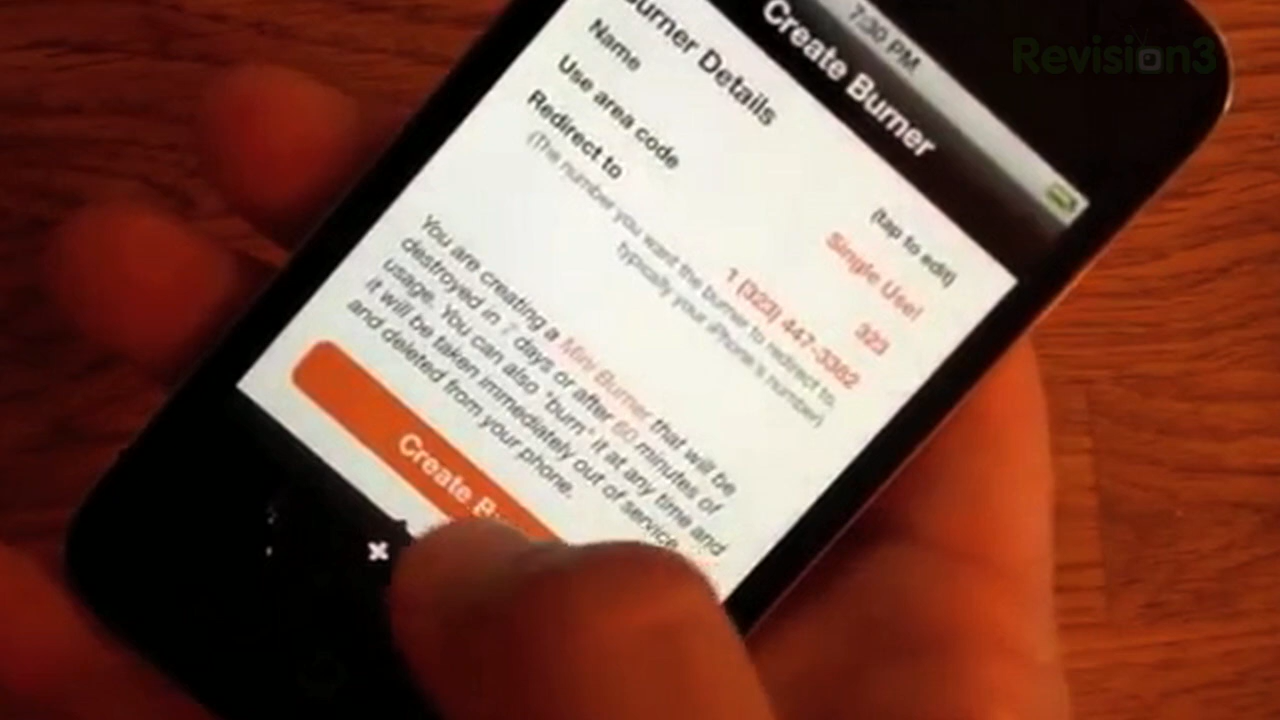 Revision3
7:30 PM
Create Burner
Burner Details
(tap to edit)
Name
Single Use!
Use area code
323
Redirect to
1 (323) 447-3382
(The number you want the burner to redirect to,
typically your iPhone's number)
You are creating a Mini Burner that will be
destroyed in 7 days or after 60 minutes of
usage. You can also "burn" it at any time and
it will be taken immediately out of service
and deleted from your phone.
Create